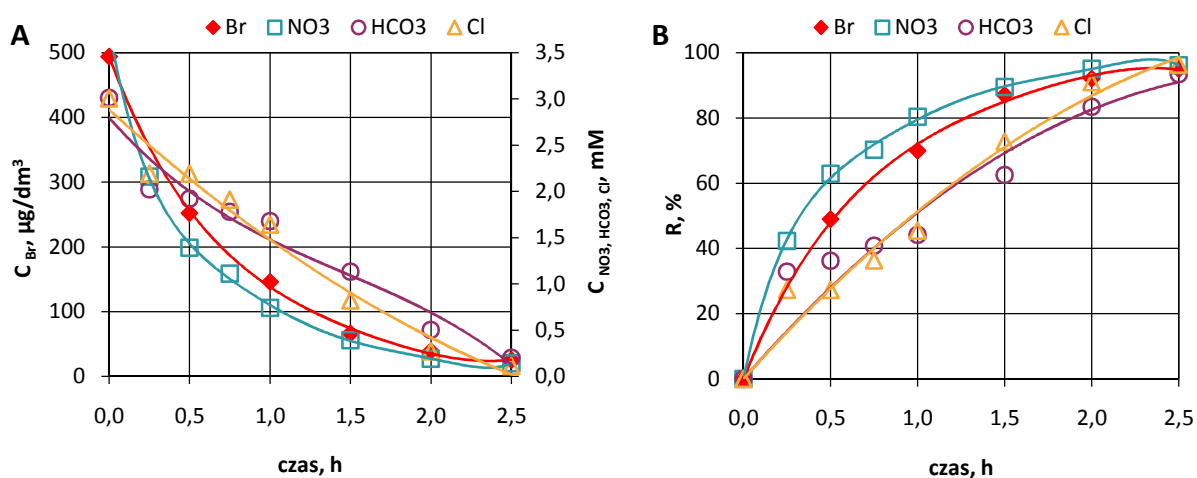 A
Br NO3 HCO3 Cl
500
400
300
200
100
0
C Br, µg/dm³
3,5
3,0
2,5
2,0
1,5
1,0
0,5
0,0
C NO3, HCO3, Cl, mM
0,0 0,5 1,0 1,5 2,0 2,5
czas, h
B
Br NO3 HCO3 Cl
100
80
60
40
20
0
R, %
0,0 0,5 1,0 1,5 2,0 2,5
czas, h